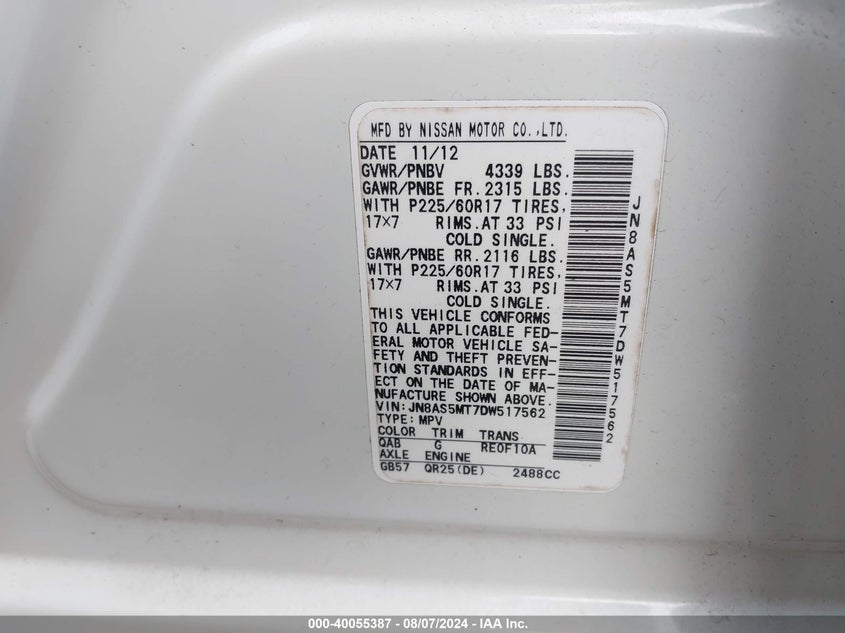 MFD BY NISSAN MOTOR CO.,LTD.
DATE 11/12
GVWR/PNBV 4339 LBS.
GAWR/PNBE FR. 2315 LBS.
WITH P225/60R17 TIRES,
17×7 RIMS.AT 33 PSI
COLD SINGLE.
GAWR/PNBE RR. 2116 LBS.
WITH P225/60R17 TIRES,
17×7 RIMS.AT 33 PSI
COLD SINGLE.
THIS VEHICLE CONFORMS
TO ALL APPLICABLE FED-
ERAL MOTOR VEHICLE SA-
FETY AND THEFT PREVEN-
TION STANDARDS IN EFF-
ECT ON THE DATE OF MA-
NUFACTURE SHOWN ABOVE.
VIN:JN8AS5MT7DW517562
TYPE:MPV
COLOR TRIM TRANS
QAB G RE0F10A
AXLE ENGINE
GB57 QR25(DE) 2488CC
JN8AS5MT7DW517562
000-40055387 - 08/07/2024 - IAA Inc.